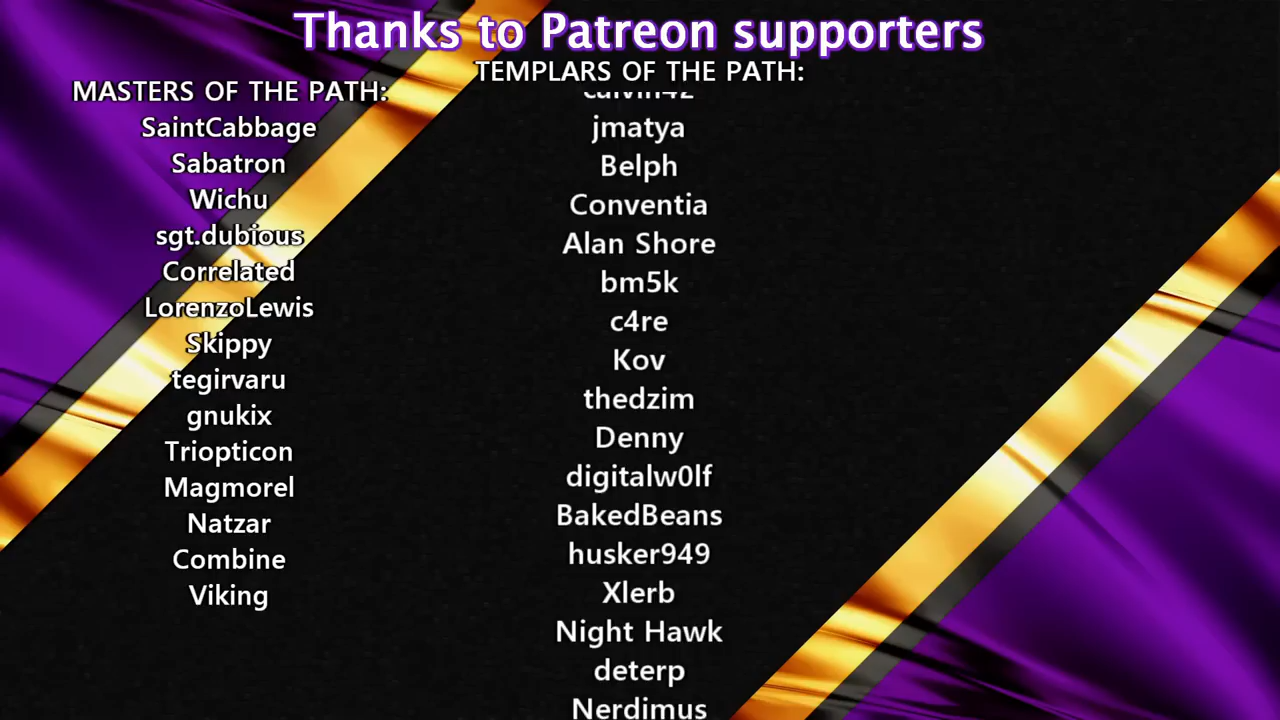 Thanks to Patreon supporters
MASTERS OF THE PATH:
SaintCabbage
Sabatron
Wichu
sgt.dubious
Correlated
LorenzoLewis
Skippy
tegirvaru
gnukix
Triopticon
Magmorel
Natzar
Combine
Viking
TEMPLARS OF THE PATH:
jmatya
Belph
Conventia
Alan Shore
bm5k
c4re
Kov
thedzim
Denny
digitalw0lf
BakedBeans
husker949
Xlerb
Night Hawk
deterp
Nerdimus